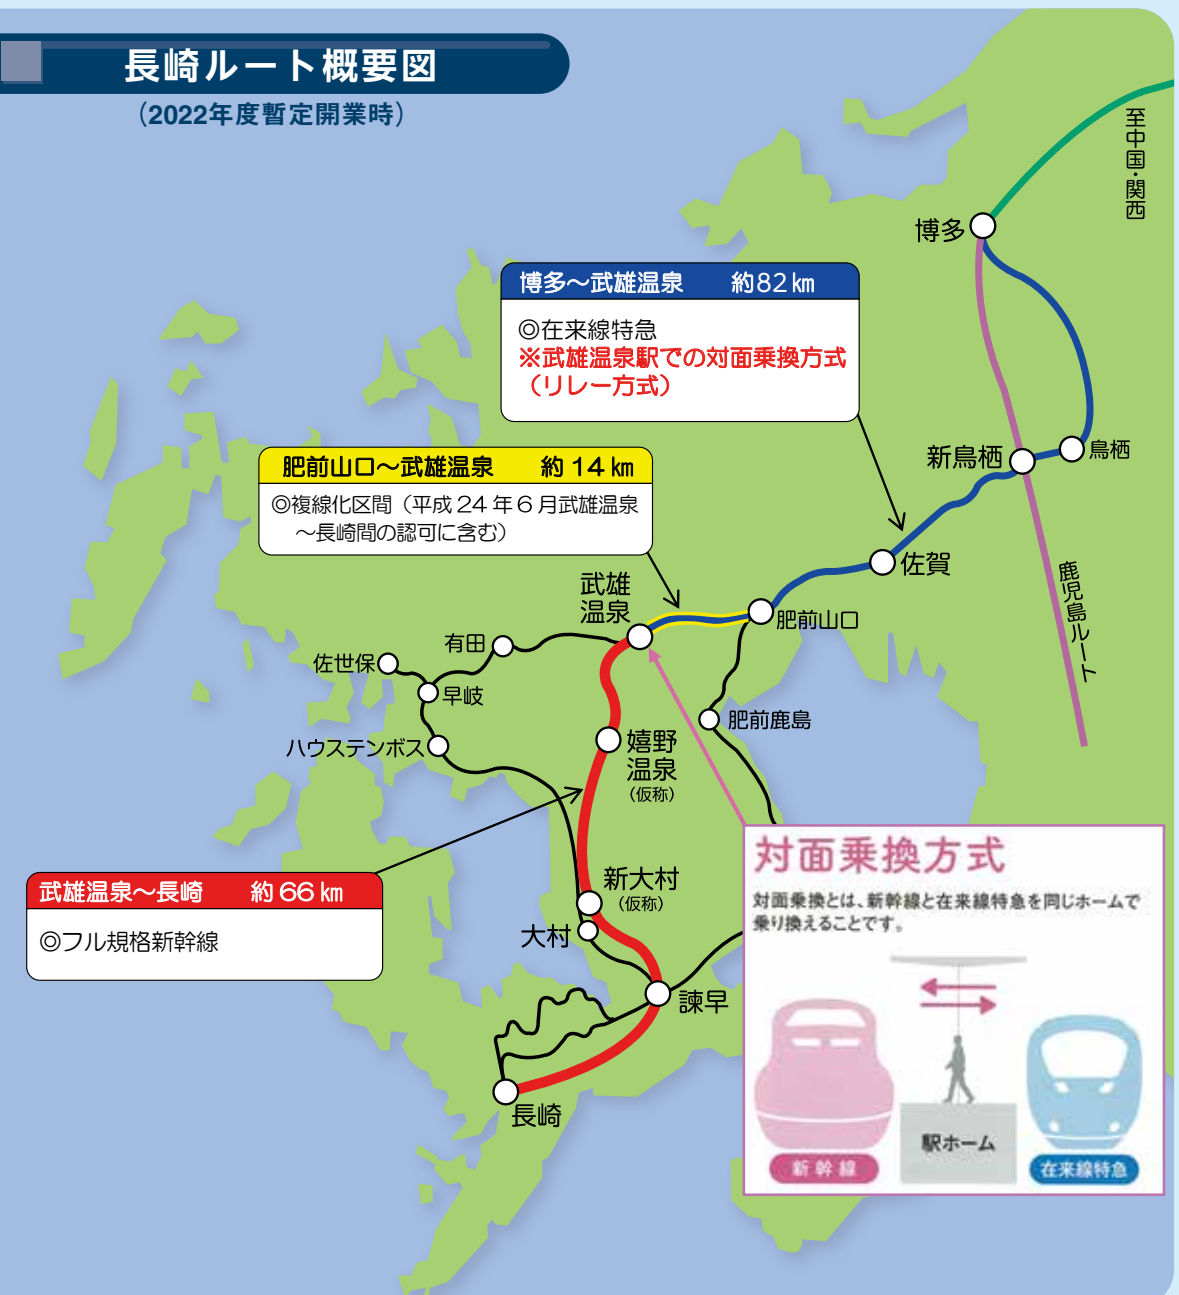 長崎ルート概要図
（2022年度暫定開業時）
至中国・関西
博多
博多〜武雄温泉 約82㎞
◎在来線特急
※武雄温泉駅での対面乗換方式
（リレー方式）
新鳥栖
鳥栖
肥前山口〜武雄温泉 約14㎞
◎複線化区間（平成24年6月武雄温泉
〜長崎間の認可に含む）
佐賀
鹿児島ルート
武雄
温泉
肥前山口
有田
佐世保
早岐
ハウステンボス
肥前鹿島
嬉野
温泉
（仮称）
武雄温泉〜長崎 約66㎞
◎フル規格新幹線
新大村
（仮称）
大村
諫早
長崎
対面乗換方式
対面乗換とは、新幹線と在来線特急を同じホームで
乗り換えることです。
駅ホーム
新幹線
在来線特急